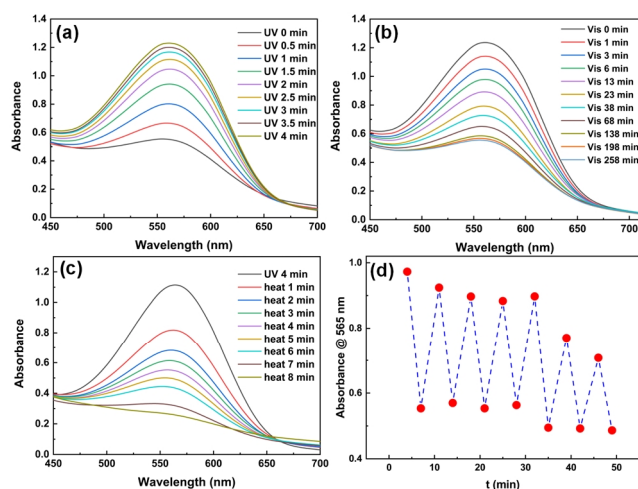 (a)
UV 0 min
UV 0.5 min
UV 1 min
UV 1.5 min
UV 2 min
UV 2.5 min
UV 3 min
UV 3.5 min
UV 4 min
1.4
1.2
1.0
0.8
0.6
0.4
0.2
0.0
Absorbance
450 500 550 600 650 700
Wavelength (nm)
(b)
Vis 0 min
Vis 1 min
Vis 3 min
Vis 6 min
Vis 13 min
Vis 23 min
Vis 38 min
Vis 68 min
Vis 138 min
Vis 198 min
Vis 258 min
1.4
1.2
1.0
0.8
0.6
0.4
0.2
0.0
Absorbance
450 500 550 600 650 700
Wavelength (nm)
(c)
UV 4 min
heat 1 min
heat 2 min
heat 3 min
heat 4 min
heat 5 min
heat 6 min
heat 7 min
heat 8 min
1.2
1.0
0.8
0.6
0.4
0.2
0.0
Absorbance
450 500 550 600 650 700
Wavelength (nm)
(d)
1.0
0.8
0.6
0.4
Absorbance @ 565 nm
0 10 20 30 40 50
t (min)